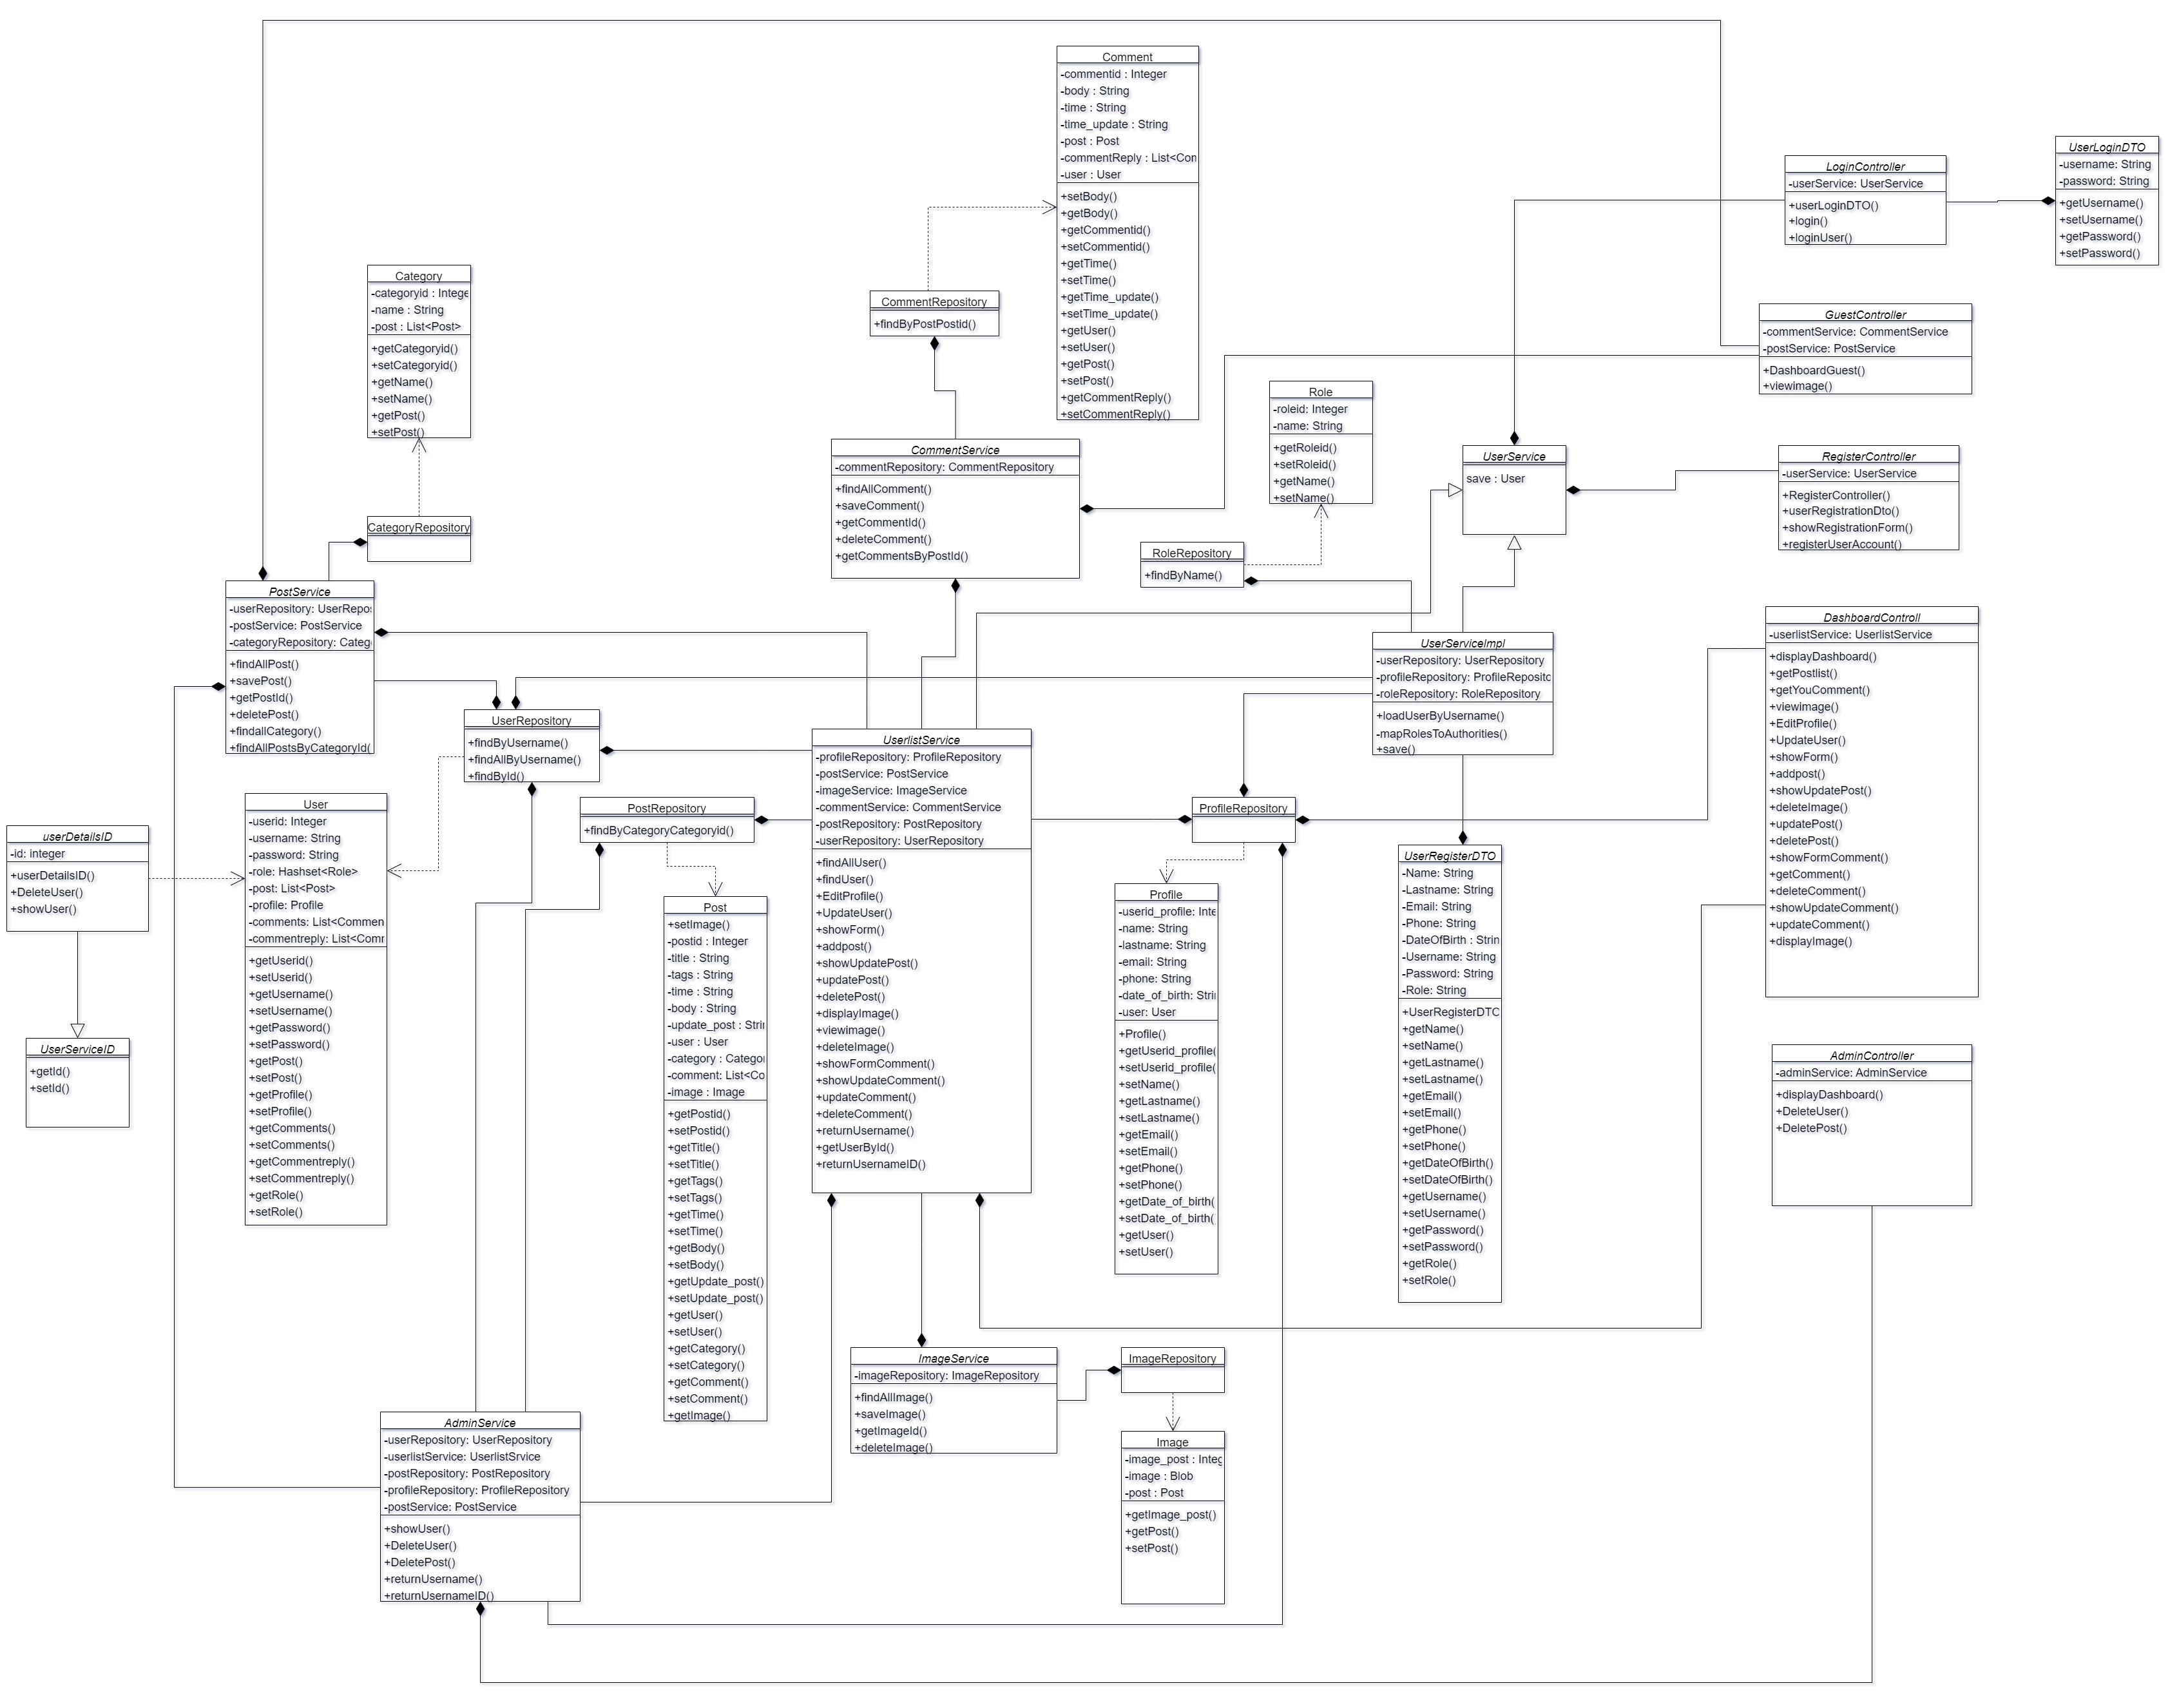 Comment
-commentid : Integer
-body : String
-time : String
-time_update : String
-post : Post
-commentReply : List<Con
-user : User
+setBody()
+getBody()
+getCommentid()
+setCommentid()
+getTime()
+setTime()
+getTime_update()
+setTime_update()
+getUser()
+setUser()
+getPost()
+setPost()
+getCommentReply()
+setCommentReply()
UserLoginDTO
-username: String
-password: String
+getUsername()
+setUsername()
+getPassword()
+setPassword()
LoginController
-userService: UserService
+userLoginDTO()
+login()
+loginUser()
Category
-categoryid : Intege
-name : String
-post : List<Post>
+getCategoryid()
+setCategoryid()
+getName()
+setName()
+getPost()
+setPost()
CommentRepository
+findByPostPostid()
GuestController
-commentService: CommentService
-postService: PostService
+DashboardGuest()
+viewimage()
Role
-roleid: Integer
-name: String
+getRoleid()
+setRoleid()
+getName()
+setName()
CommentService
-commentRepository: CommentRepository
+findAllComment()
+saveComment()
+getCommentId()
+deleteComment()
+getCommentsByPostId()
UserService
save : User
RegisterController
-userService: UserService
+RegisterController()
+userRegistrationDto()
+showRegistrationForm()
+registerUserAccount()
CategoryRepository
RoleRepository
+findByName()
PostService
-userRepository: UserRepos
-postService: PostService
-categoryRepository: Categ
+findAllPost()
+savePost()
+getPostId()
+deletePost()
+findallCategory()
+findAllPostsByCategoryId(
DashboardControll
-userlistService: UserlistService
+displayDashboard()
+getPostlist()
+getYouComment()
+viewimage()
+EditProfile()
+UpdateUser()
+showForm()
+addpost()
+showUpdatePost()
+deleteImage()
+updatePost()
+deletePost()
+showFormComment()
+getComment()
+deleteComment()
+showUpdateComment()
+updateComment()
+displayImage()
UserServiceImpl
-userRepository: UserRepository
-profileRepository: ProfileReposito
-roleRepository: RoleRepository
+loadUserByUsername()
-mapRolesToAuthorities()
+save()
UserRepository
+findByUsername()
+findAllByUsername()
+findById()
UserlistService
-profileRepository: ProfileRepository
-postService: PostService
-imageService: ImageService
-commentService: CommentService
-postRepository: PostRepository
-userRepository: UserRepository
+findAllUser()
+findUser()
+EditProfile()
+UpdateUser()
+showForm()
+addpost()
+showUpdatePost()
+updatePost()
+deletePost()
+displayImage()
+viewimage()
+deleteImage()
+showFormComment()
+showUpdateComment()
+updateComment()
+deleteComment()
+returnUsername()
+getUserById()
+returnUsernameID()
User
-userid: Integer
-username: String
-password: String
-role: Hashset<Role>
-post: List<Post>
-profile: Profile
-comments: List<Commen
-commentreply: List<Comr
+getUserid()
+setUserid()
+getUsername()
+setUsername()
+getPassword()
+setPassword()
+getPost()
+setPost()
+getProfile()
+setProfile()
+getComments()
+setComments()
+getCommentreply()
+setCommentreply()
+getRole()
+setRole()
PostRepository
+findByCategoryCategoryid()
ProfileRepository
userDetailsID
-id: integer
+userDetailsID()
+DeleteUser()
+showUser()
UserRegisterDTO
-Name: String
-Lastname: String
-Email: String
-Phone: String
-DateOfBirth : Strin
-Username: String
-Password: String
-Role: String
+UserRegisterDTC
+getName()
+setName()
+getLastname()
+setLastname()
+getEmail()
+setEmail()
+getPhone()
+setPhone()
+getDateOfBirth()
+setDateOfBirth()
+getUsername()
+setUsername()
+getPassword()
+setPassword()
+getRole()
+setRole()
Profile
-userid_profile: Inte
-name: String
-lastname: String
-email: String
-phone: String
-date_of_birth: Strin
-user: User
+Profile()
+getUserid_profile(
+setUserid_profile(
+setName()
+getLastname()
+setLastname()
+getEmail()
+setEmail()
+getPhone()
+setPhone()
+getDate_of_birth(
+setDate_of_birth(
+getUser()
+setUser()
Post
+setImage()
-postid : Integer
-title : String
-tags : String
-time : String
-body : String
-update_post : Strin
-user : User
-category : Categor
-comment: List<Co
-image : Image
+getPostid()
+setPostid()
+getTitle()
+setTitle()
+getTags()
+setTags()
+getTime()
+setTime()
+getBody()
+setBody()
+getUpdate_post()
+setUpdate_post()
+getUser()
+setUser()
+getCategory()
+setCategory()
+getComment()
+setComment()
+getImage()
UserServiceID
+getId()
+setId()
AdminController
-adminService: AdminService
+displayDashboard()
+DeleteUser()
+DeletePost()
ImageService
-imageRepository: ImageRepository
+findAllImage()
+saveImage()
+getImageId()
+deleteImage()
ImageRepository
AdminService
-userRepository: UserRepository
-userlistService: UserlistSrvice
-postRepository: PostRepository
-profileRepository: ProfileRepository
-postService: PostService
+showUser()
+DeleteUser()
+DeletePost()
+returnUsername()
+returnUsernameID()
Image
-image_post : Integ
-image : Blob
-post : Post
+getImage_post()
+getPost()
+setPost()